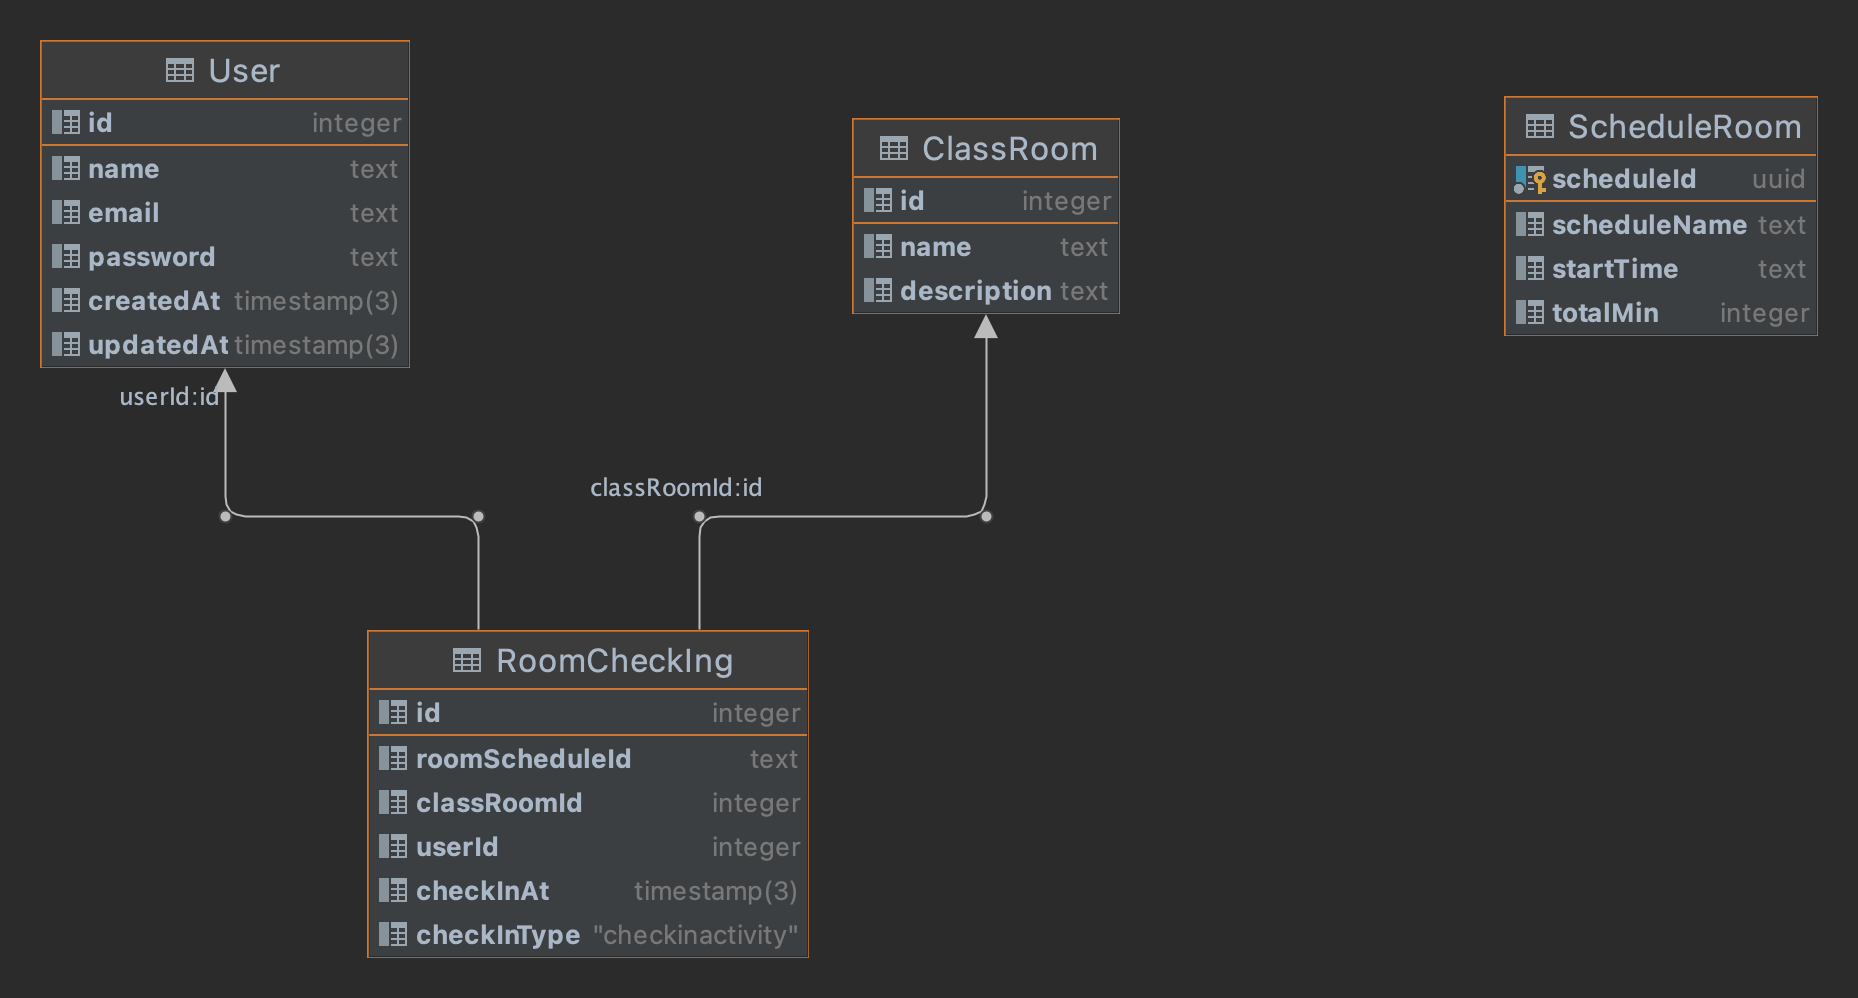 User
id integer
name text
email text
password text
createdAt timestamp(3)
updatedAt timestamp(3)
userId:id
ClassRoom
id integer
name text
description text
classRoomId:id
ScheduleRoom
scheduleId uuid
scheduleName text
startTime text
totalMin integer
RoomCheckIng
id integer
roomScheduleId text
classRoomId integer
userId integer
checkInAt timestamp(3)
checkInType "checkinactivity"